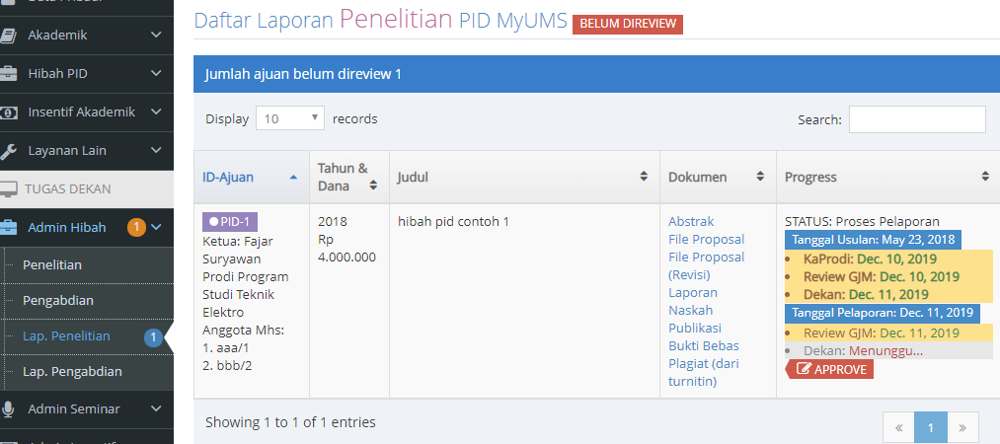 Akademik
Hibah PID
Insentif Akademik
Layanan Lain
TUGAS DEKAN
Admin Hibah 1
Penelitian
Pengabdian
Lap. Penelitian 1
Lap. Pengabdian
Admin Seminar
Daftar Laporan Penelitian PID MyUMS BELUM DIREVIEW
Jumlah ajuan belum direview 1
Display 10 records
Search:
ID-Ajuan
Tahun &
Dana
Judul
Dokumen
Progress
PID-1
Ketua: Fajar
Suryawan
Prodi Program
Studi Teknik
Elektro
Anggota Mhs:
1. aaa/1
2. bbb/2
2018
Rp
4.000.000
hibah pid contoh 1
Abstrak
File Proposal
File Proposal
(Revisi)
Laporan
Naskah
Publikasi
Bukti Bebas
Plagiat (dari
turnitin)
STATUS: Proses Pelaporan
Tanggal Usulan: May 23, 2018
KaProdi: Dec. 10, 2019
Review GJM: Dec. 10, 2019
Dekan: Dec. 11, 2019
Tanggal Pelaporan: Dec. 11, 2019
Review GJM: Dec. 11, 2019
Dekan: Menunggu...
APPROVE
Showing 1 to 1 of 1 entries
« 1 »